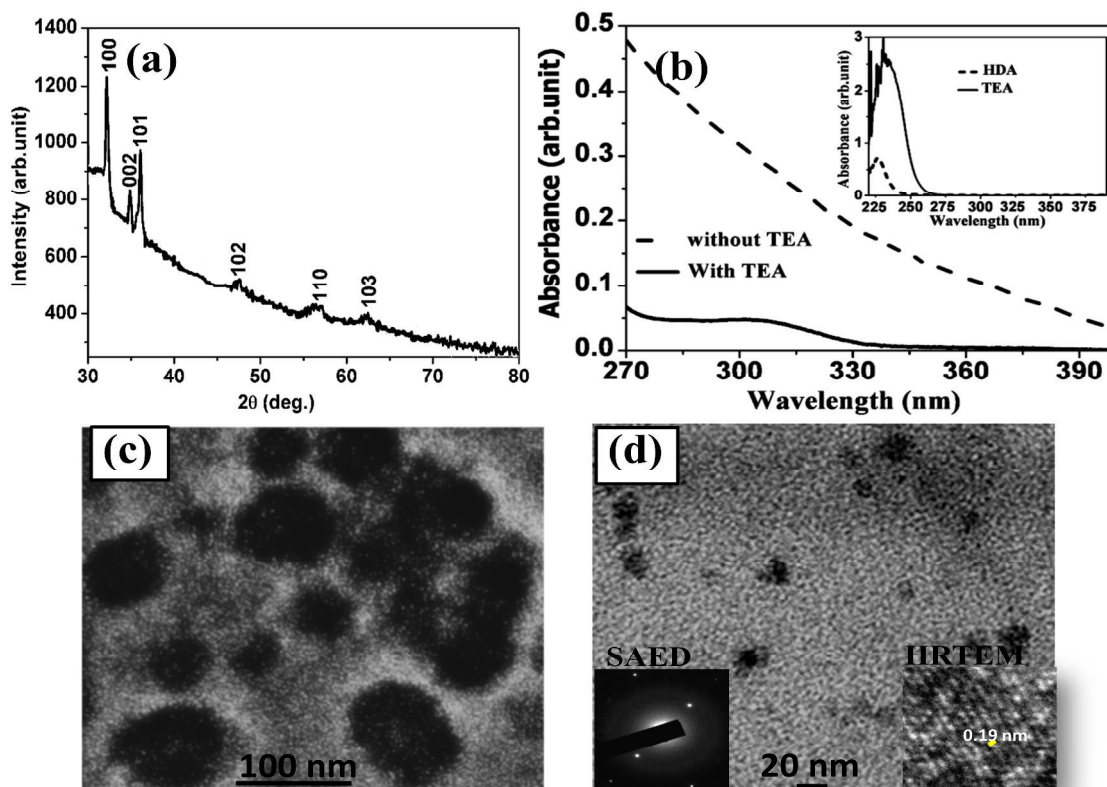 (a)
Intensity (arb.unit)
1400
1200
1000
800
600
400
100
002
101
102
110
103
30 40 50 60 70 80
2θ (deg.)
(b)
Absorbance (arb.unit)
0.5
0.4
0.3
0.2
0.1
0.0
without TEA
With TEA
270 300 330 360 390
Wavelength (nm)
Absorbance (arb.unit)
3
2
1
0
HDA
TEA
225 250 275 300 325 350 375
Wavelength (nm)
(c)
100 nm
(d)
SAED
HRTEM
0.19 nm
20 nm